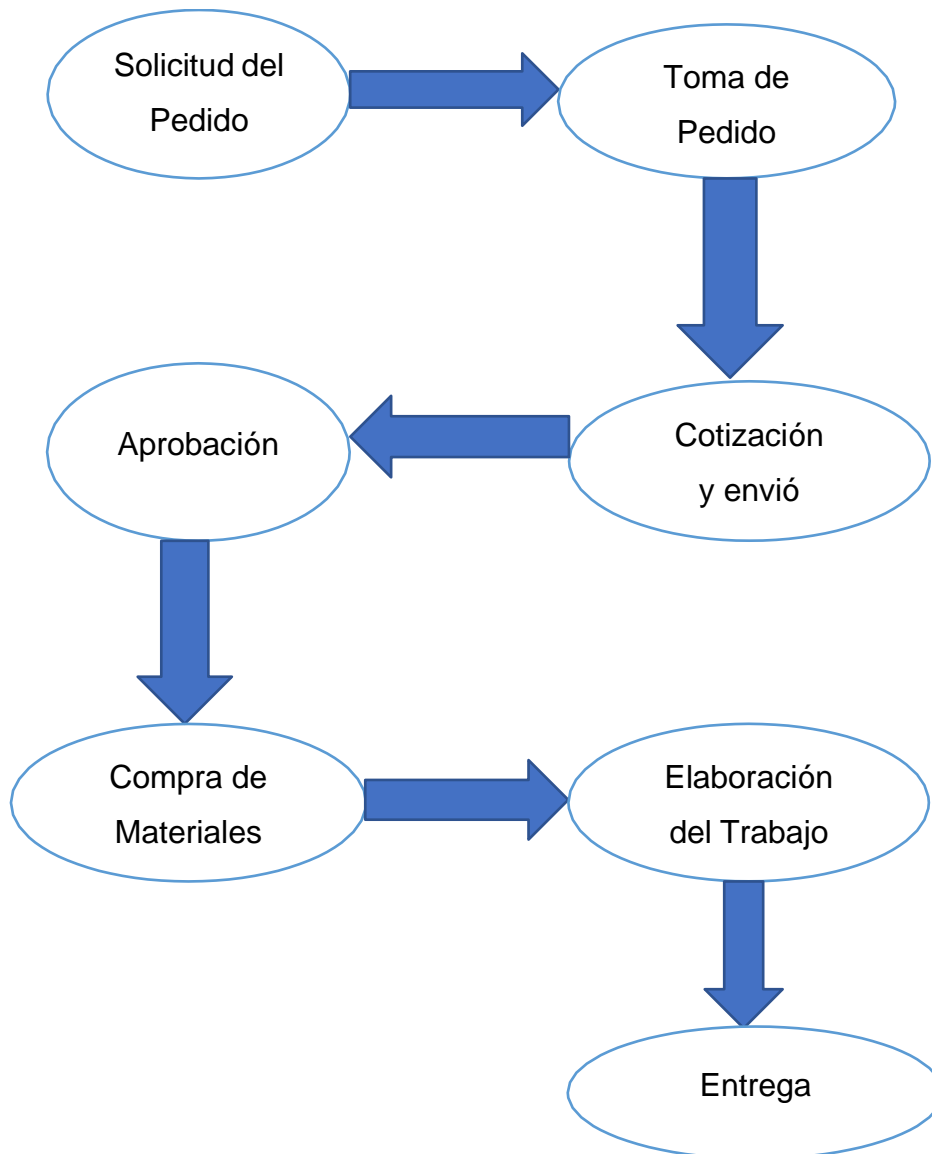 Solicitud del
Pedido
Toma de
Pedido
Cotización
y envió
Aprobación
Compra de
Materiales
Elaboración
del Trabajo
Entrega